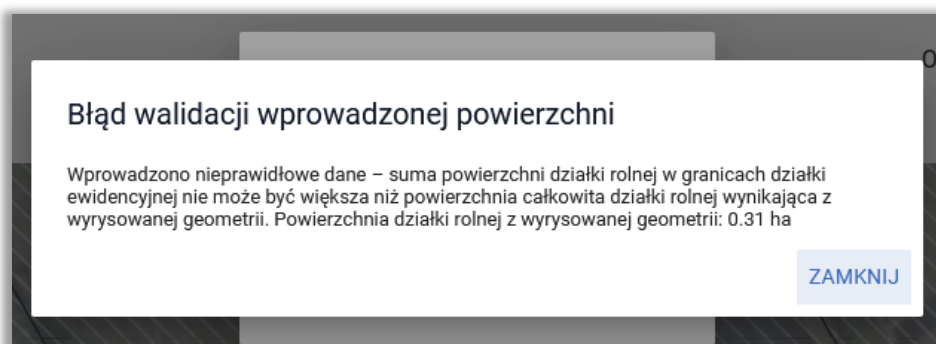 Błąd walidacji wprowadzonej powierzchni
Wprowadzono nieprawidłowe dane – suma powierzchni działki rolnej w granicach działki
ewidencyjnej nie może być większa niż powierzchnia całkowita działki rolnej wynikająca z
wyrysowanej geometrii. Powierzchnia działki rolnej z wyrysowanej geometrii: 0.31 ha
ZAMKNIJ